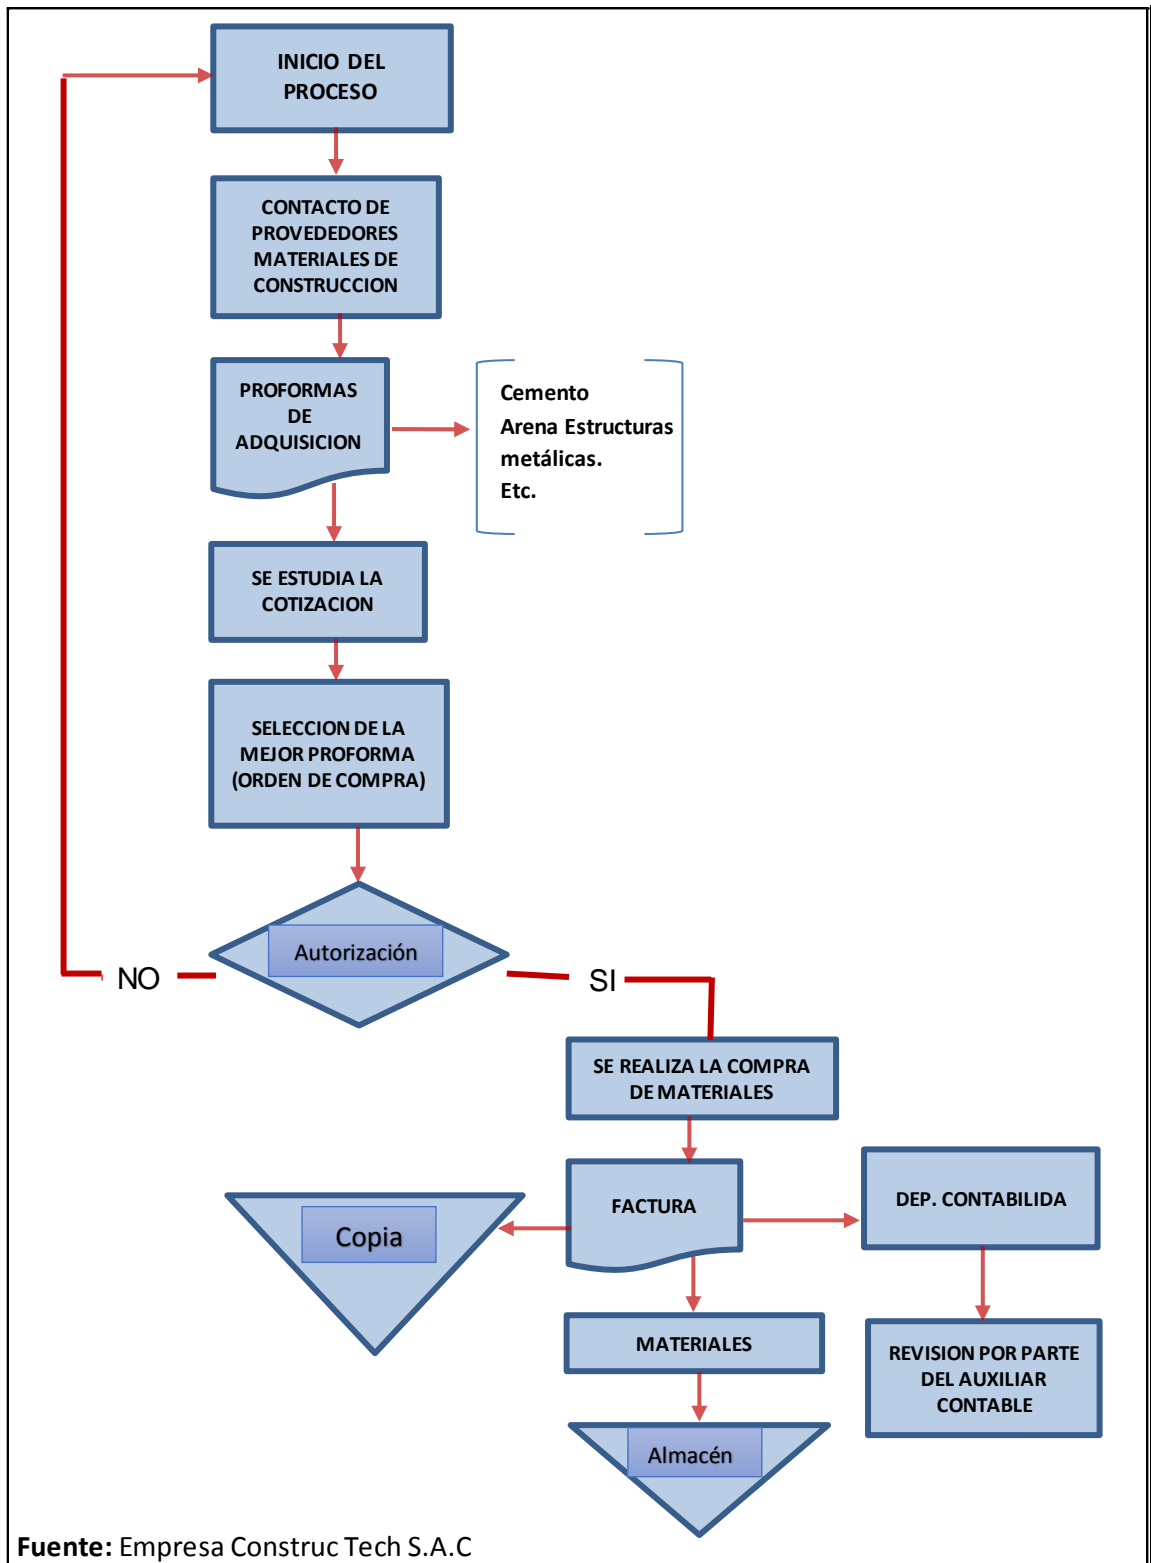 INICIO DEL
PROCESO
CONTACTO DE
PROVEDEDORES
MATERIALES DE
CONSTRUCCION
PROFORMAS
DE
ADQUISICION
Cemento
Arena Estructuras
metálicas.
Etc.
SE ESTUDIA LA
COTIZACION
SELECCION DE LA
MEJOR PROFORMA
(ORDEN DE COMPRA)
Autorización
NO
SI
SE REALIZA LA COMPRA
DE MATERIALES
FACTURA
DEP. CONTABILIDA
Copia
MATERIALES
REVISION POR PARTE
DEL AUXILIAR
CONTABLE
Almacén
Fuente: Empresa Construc Tech S.A.C